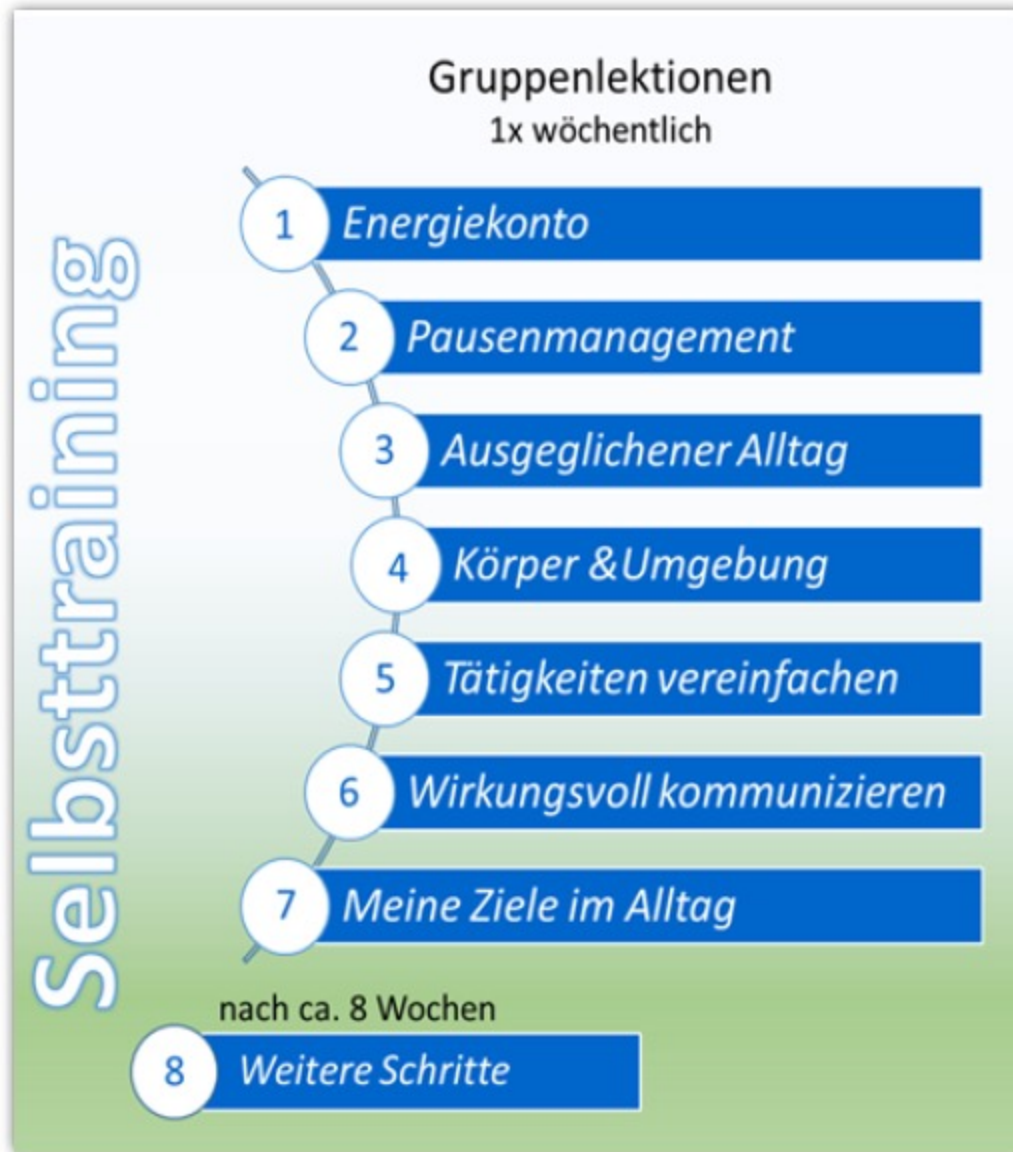 Gruppenlektionen
1x wöchentlich
Selbsttraining
1 Energiekonto
2 Pausenmanagement
3 Ausgeglichener Alltag
4 Körper &Umgebung
5 Tätigkeiten vereinfachen
6 Wirkungsvoll kommunizieren
7 Meine Ziele im Alltag
nach ca. 8 Wochen
8 Weitere Schritte